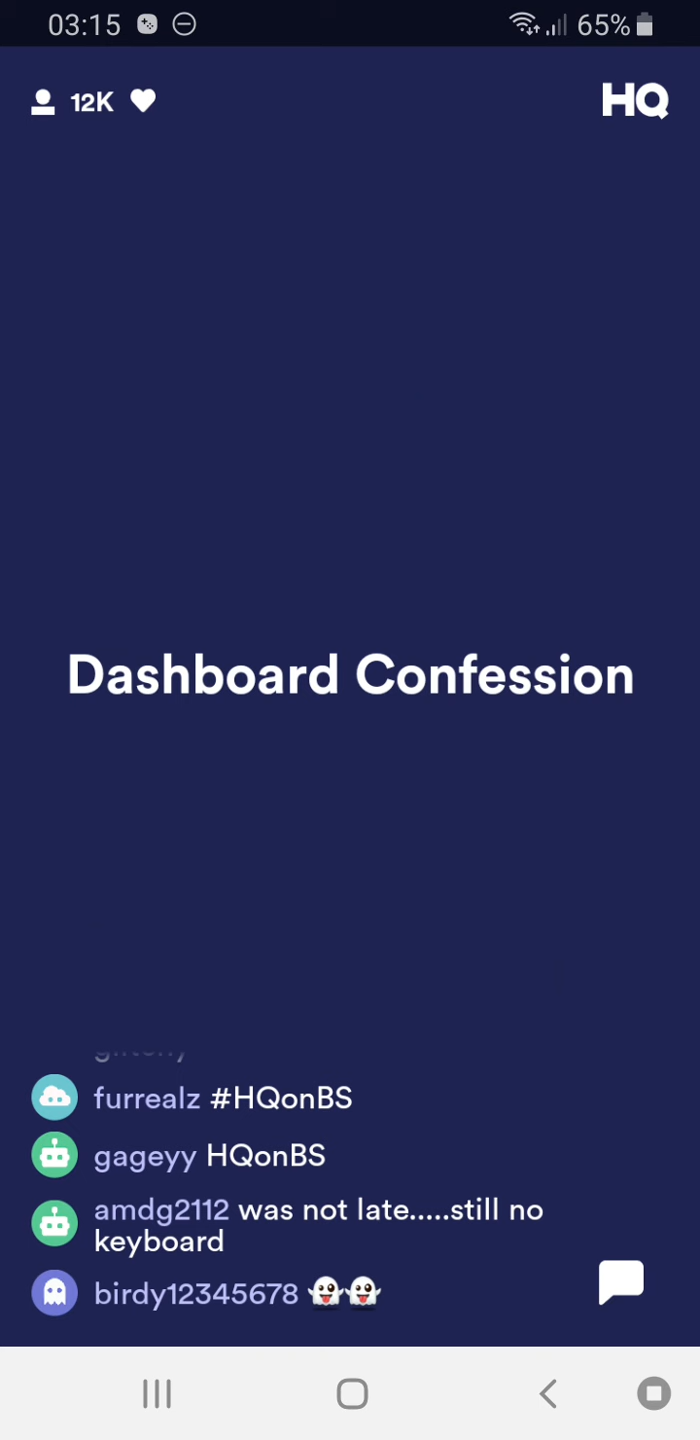 03:15
65%
12K
HQ
Dashboard Confession
furrealz #HQonBS
gageyy HQonBS
amdg2112 was not late.....still no
keyboard
birdy12345678 👻👻